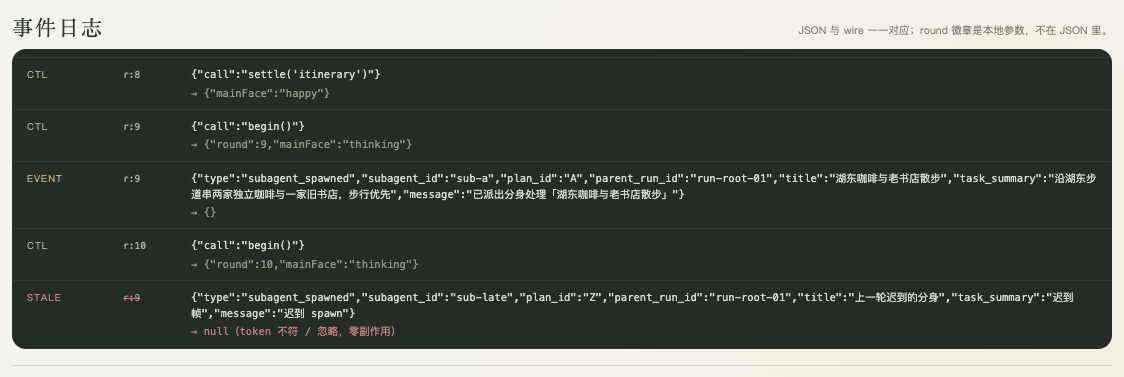 事件日志
JSON 与 wire 一一对应；round 徽章是本地参数，不在 JSON 里。
CTL r:8 {"call":"settle('itinerary')"}
→ {"mainFace":"happy"}
CTL r:9 {"call":"begin()"}
→ {"round":9,"mainFace":"thinking"}
EVENT r:9 {"type":"subagent_spawned","subagent_id":"sub-a","plan_id":"A","parent_run_id":"run-root-01","title":"湖东咖啡与老书店散步","task_summary":"沿湖东步
道串两家独立咖啡与一家旧书店，步行优先","message":"已派出分身处理「湖东咖啡与老书店散步」"}
→ {}
CTL r:10 {"call":"begin()"}
→ {"round":10,"mainFace":"thinking"}
STALE r:9 {"type":"subagent_spawned","subagent_id":"sub-late","plan_id":"Z","parent_run_id":"run-root-01","title":"上一轮迟到的分身","task_summary":"迟到
帧","message":"迟到 spawn"}
→ null（token 不符 / 忽略，零副作用）